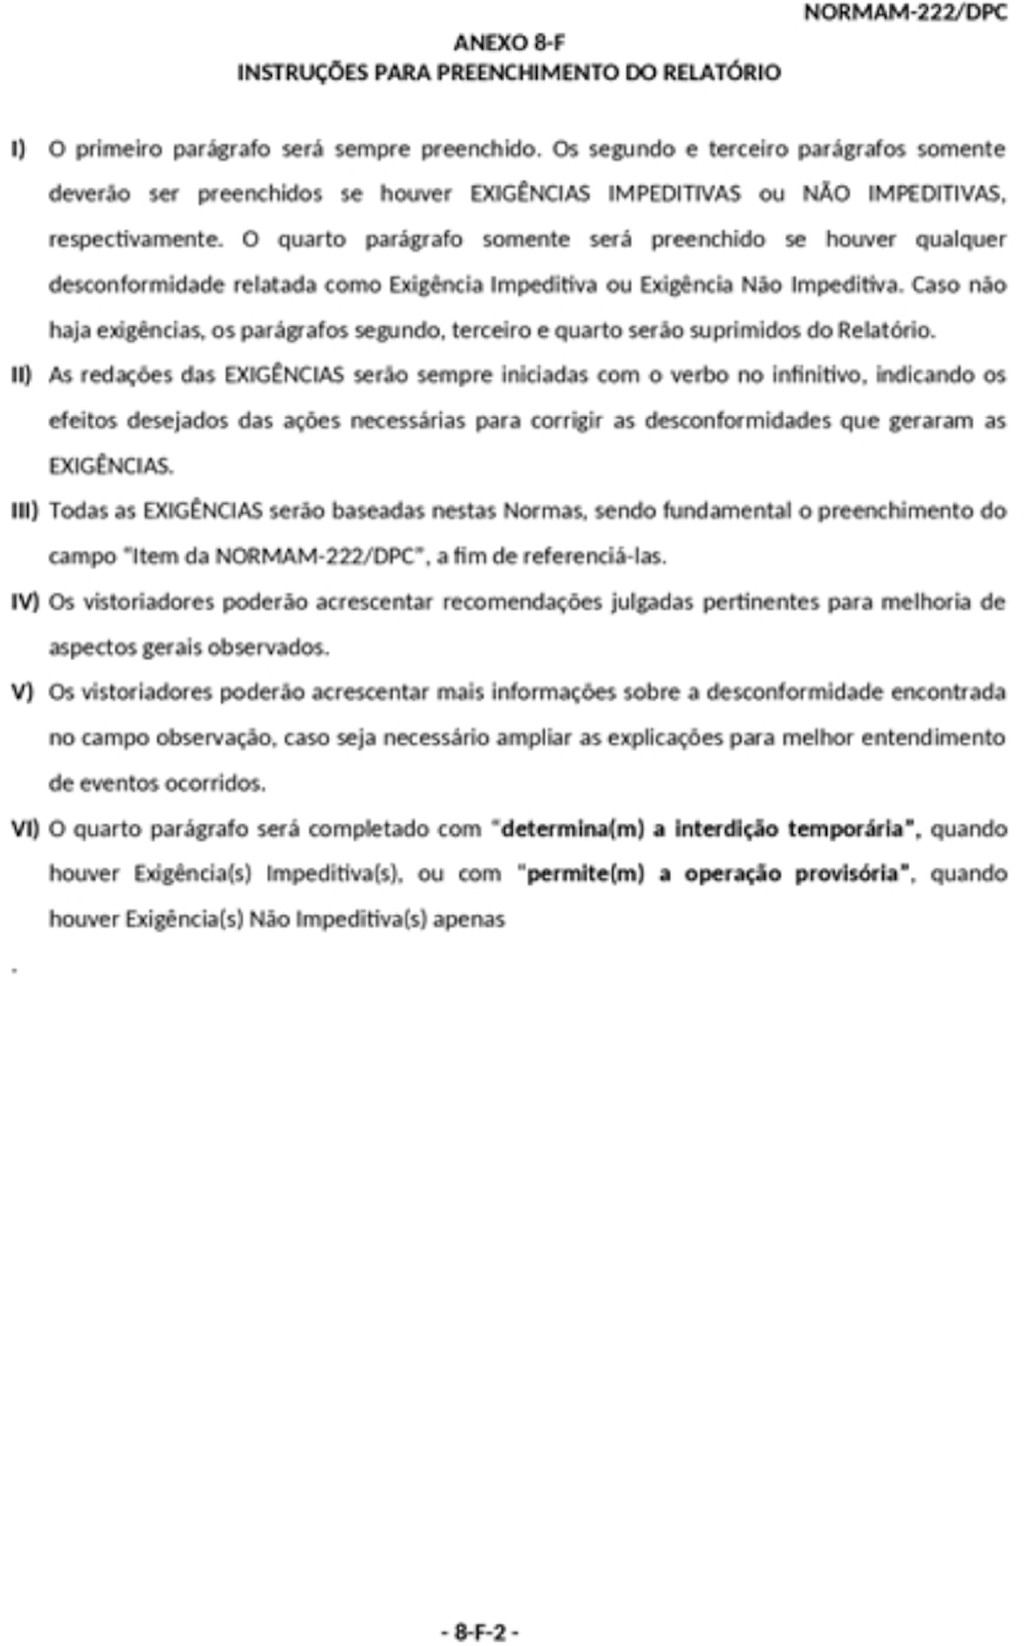 NORMAM-222/DPC
ANEXO 8-F
INSTRUÇÕES PARA PREENCHIMENTO DO RELATÓRIO
I) O primeiro parágrafo será sempre preenchido. Os segundo e terceiro parágrafos somente
deverão ser preenchidos se houver EXIGÊNCIAS IMPEDITIVAS ou NÃO IMPEDITIVAS,
respectivamente. O quarto parágrafo somente será preenchido se houver qualquer
desconformidade relatada como Exigência Impeditiva ou Exigência Não Impeditiva. Caso não
haja exigências, os parágrafos segundo, terceiro e quarto serão suprimidos do Relatório.
II) As redações das EXIGÊNCIAS serão sempre iniciadas com o verbo no infinitivo, indicando os
efeitos desejados das ações necessárias para corrigir as desconformidades que geraram as
EXIGÊNCIAS.
III) Todas as EXIGÊNCIAS serão baseadas nestas Normas, sendo fundamental o preenchimento do
campo "Item da NORMAM-222/DPC", a fim de referenciá-las.
IV) Os vistoriadores poderão acrescentar recomendações julgadas pertinentes para melhoria de
aspectos gerais observados.
V) Os vistoriadores poderão acrescentar mais informações sobre a desconformidade encontrada
no campo observação, caso seja necessário ampliar as explicações para melhor entendimento
de eventos ocorridos.
VI) O quarto parágrafo será completado com "determina(m) a interdição temporária", quando
houver Exigência(s) Impeditiva(s), ou com "permite(m) a operação provisória", quando
houver Exigência(s) Não Impeditiva(s) apenas
.
- 8-F-2 -